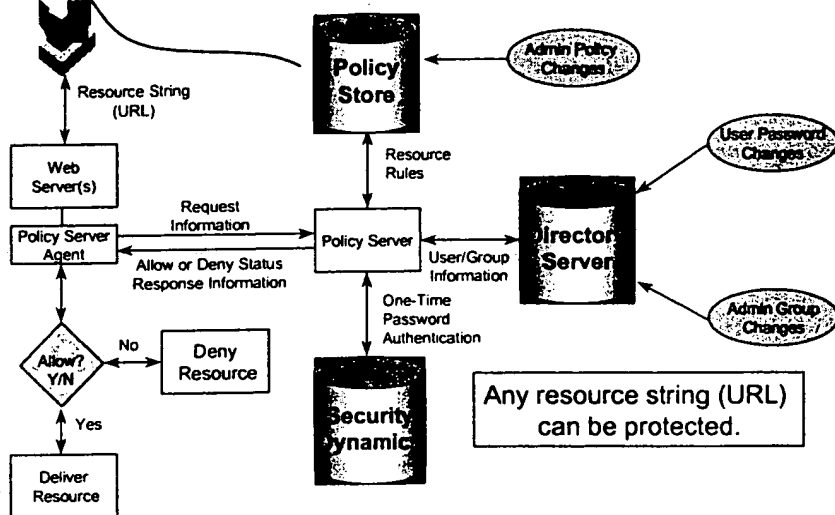 Policy
Store
Admin Policy
Changes
Resource String
(URL)
User Password
Changes
Web
Server(s)
Resource
Rules
Request
Information
Policy Server
Agent
Policy Server
Director
Server
Allow or Deny Status
Response Information
User/Group
Information
One-Time
Password
Authentication
Admin Group
Changes
Allow?
Y/N
No
Deny
Resource
Security
Dynamic
Any resource string (URL)
can be protected.
Yes
Deliver
Resource